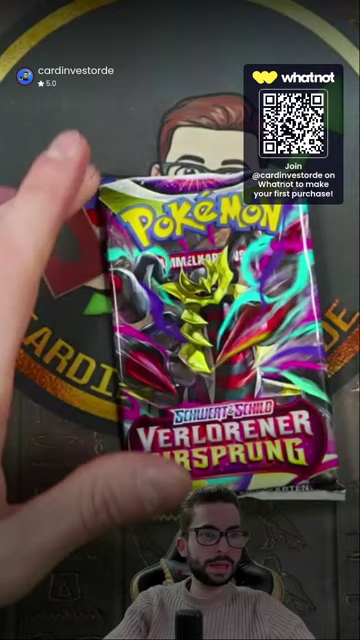 cardinvestorde
★ 5.0
whatnot
Join
@cardinvestorde on
Whatnot to make
your first purchase!
POKéMON
SCHWERT & SCHILD
VERLORENER
URSPRUNG